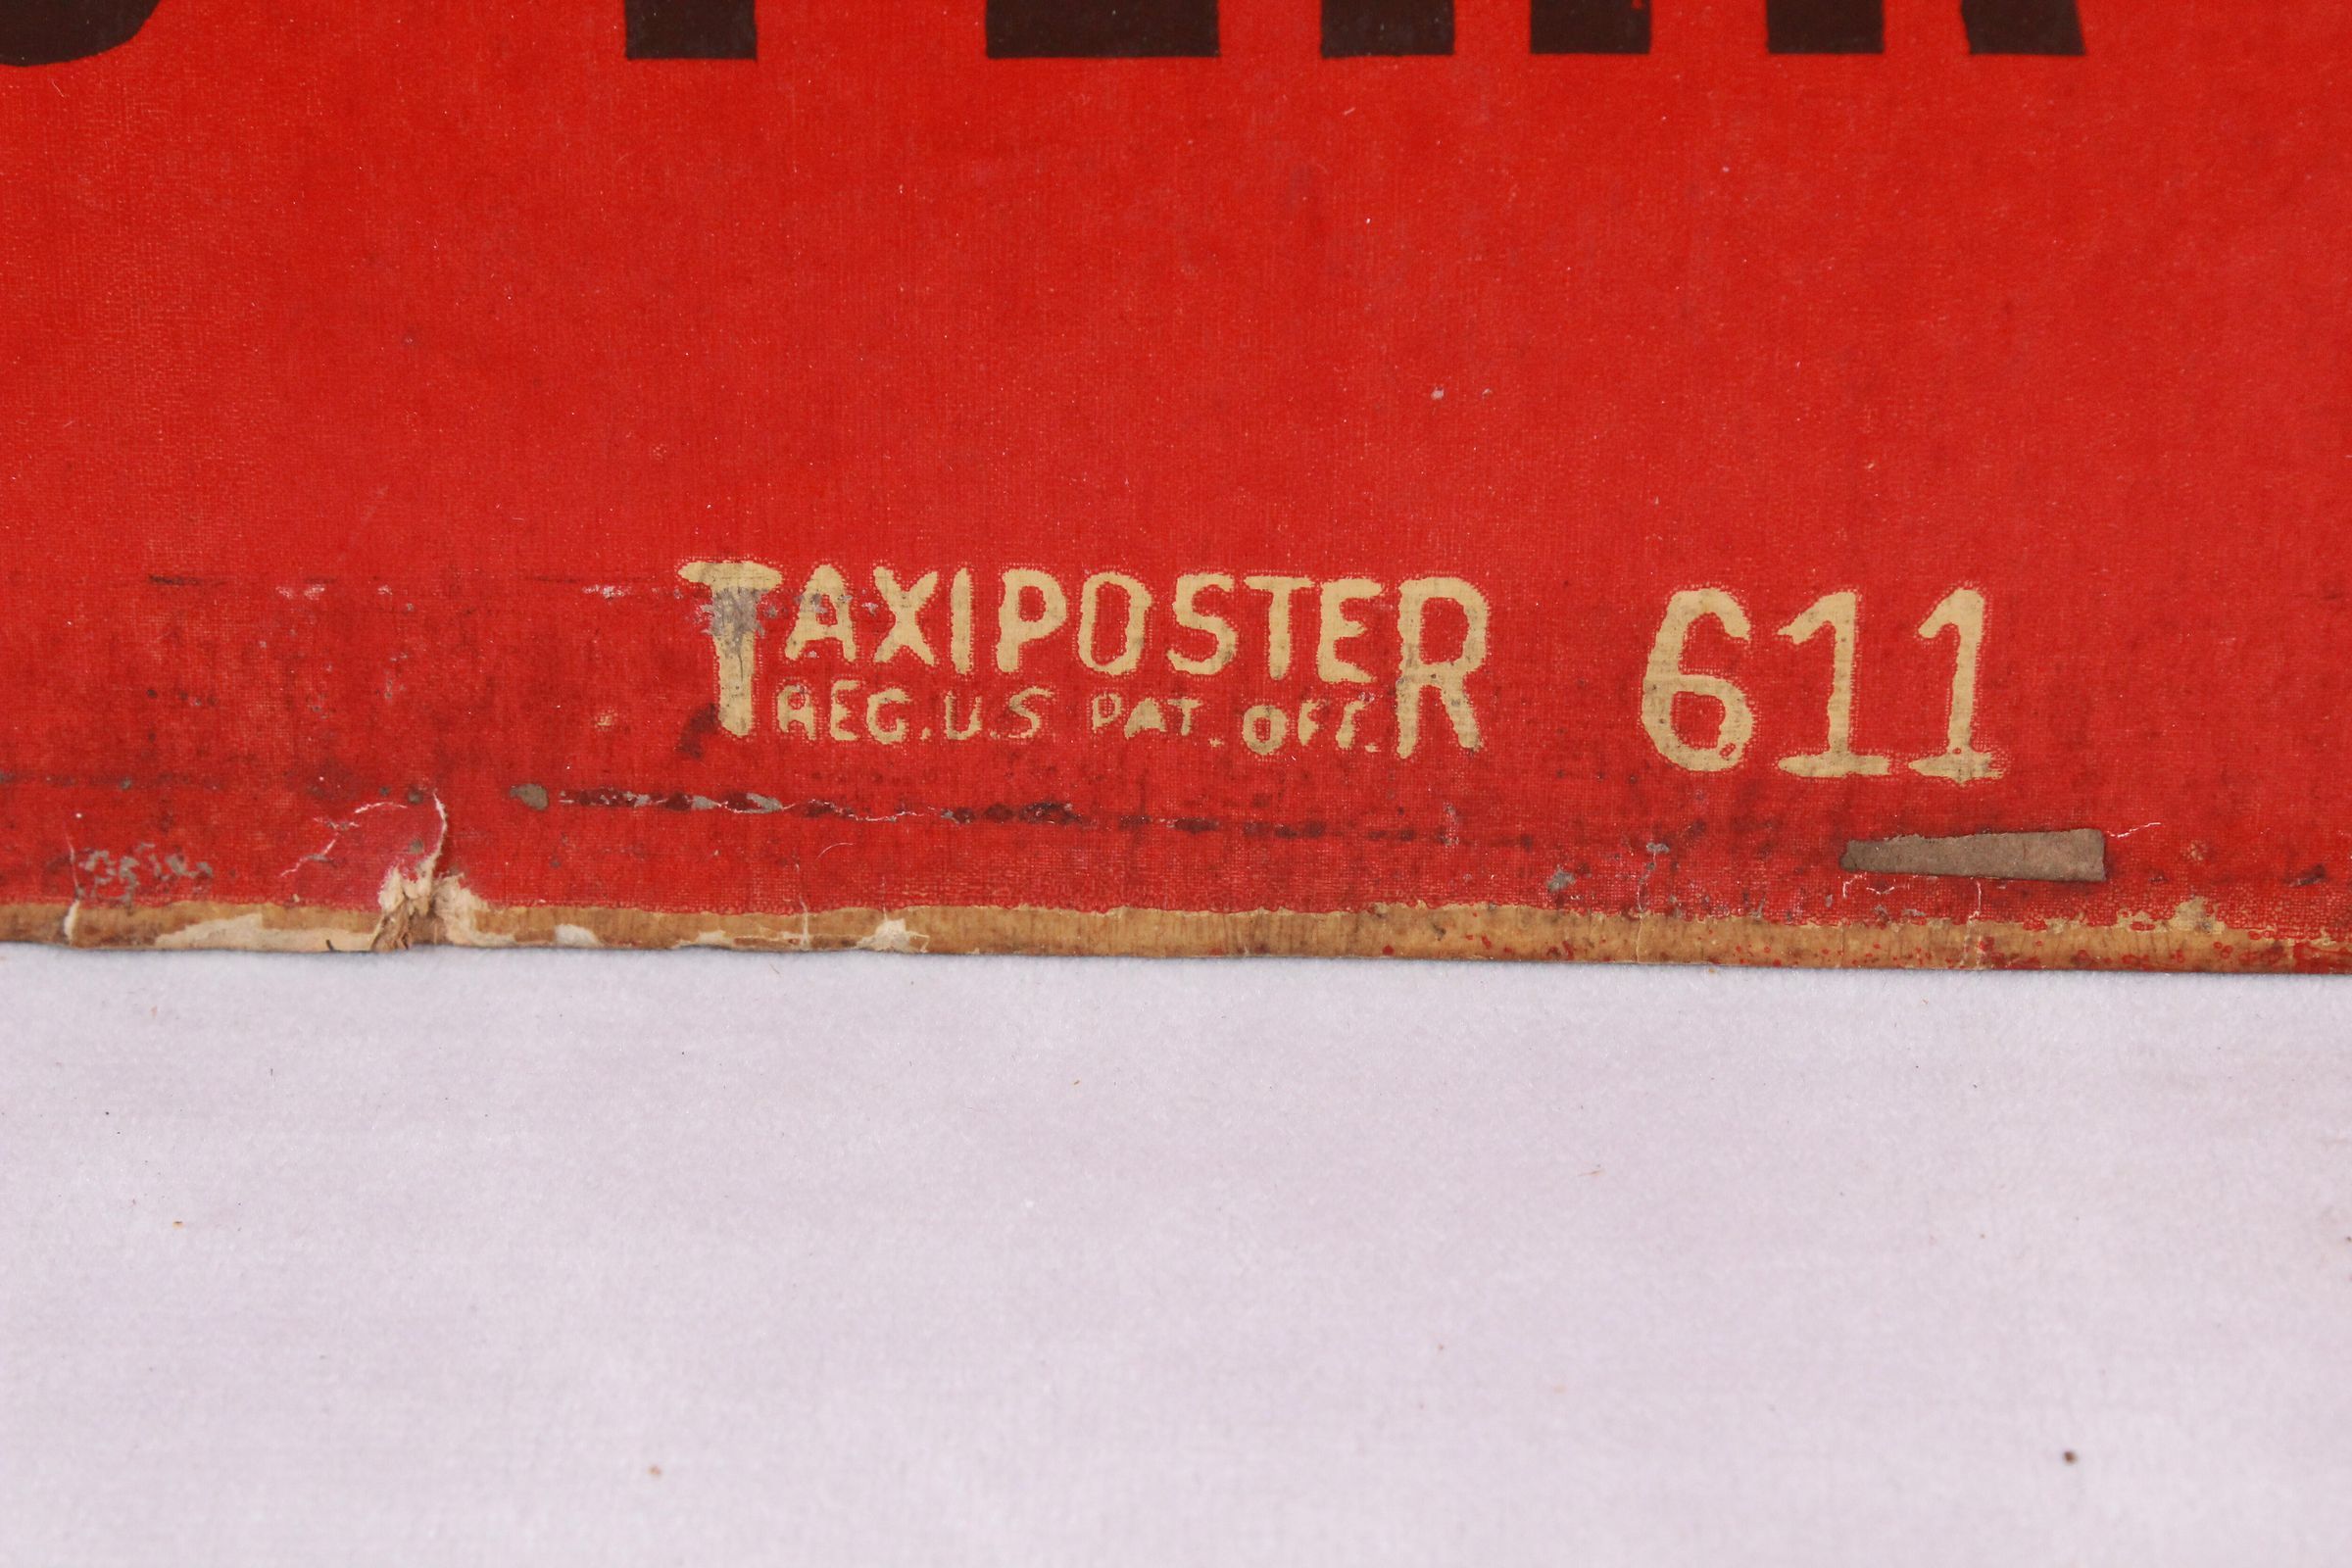 TAXIPOSTER 611
REG. U.S PAT. OFF.